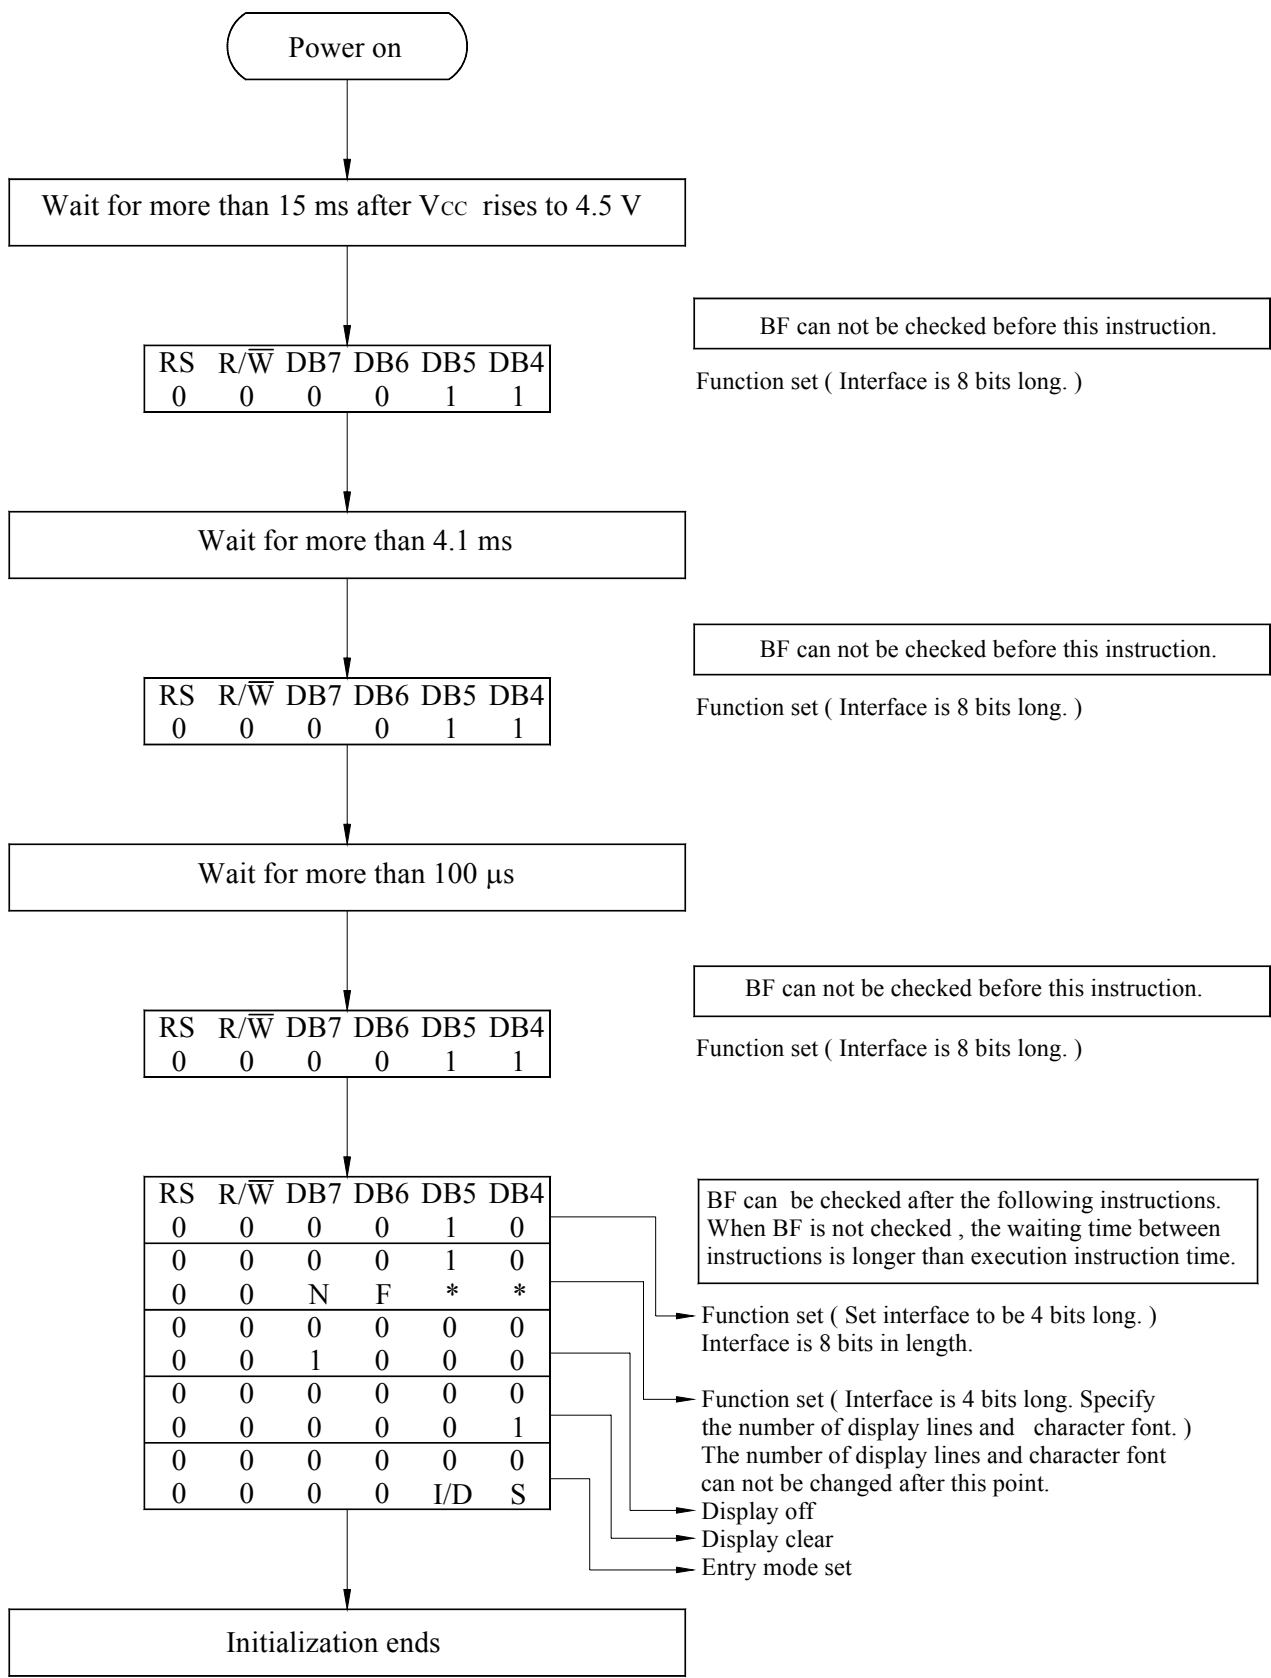 Power on
Wait for more than 15 ms after VCC rises to 4.5 V
BF can not be checked before this instruction.
RS R/W̅ DB7 DB6 DB5 DB4
0 0 0 0 1 1
Function set ( Interface is 8 bits long. )
Wait for more than 4.1 ms
BF can not be checked before this instruction.
RS R/W̅ DB7 DB6 DB5 DB4
0 0 0 0 1 1
Function set ( Interface is 8 bits long. )
Wait for more than 100 µs
BF can not be checked before this instruction.
RS R/W̅ DB7 DB6 DB5 DB4
0 0 0 0 1 1
Function set ( Interface is 8 bits long. )
RS R/W̅ DB7 DB6 DB5 DB4
0 0 0 0 1 0
0 0 0 0 1 0
0 0 N F * *
0 0 0 0 0 0
0 0 1 0 0 0
0 0 0 0 0 0
0 0 0 0 0 1
0 0 0 0 0 0
0 0 0 0 I/D S
BF can be checked after the following instructions.
When BF is not checked , the waiting time between
instructions is longer than execution instruction time.
Function set ( Set interface to be 4 bits long. )
Interface is 8 bits in length.
Function set ( Interface is 4 bits long. Specify
the number of display lines and character font. )
The number of display lines and character font
can not be changed after this point.
Display off
Display clear
Entry mode set
Initialization ends